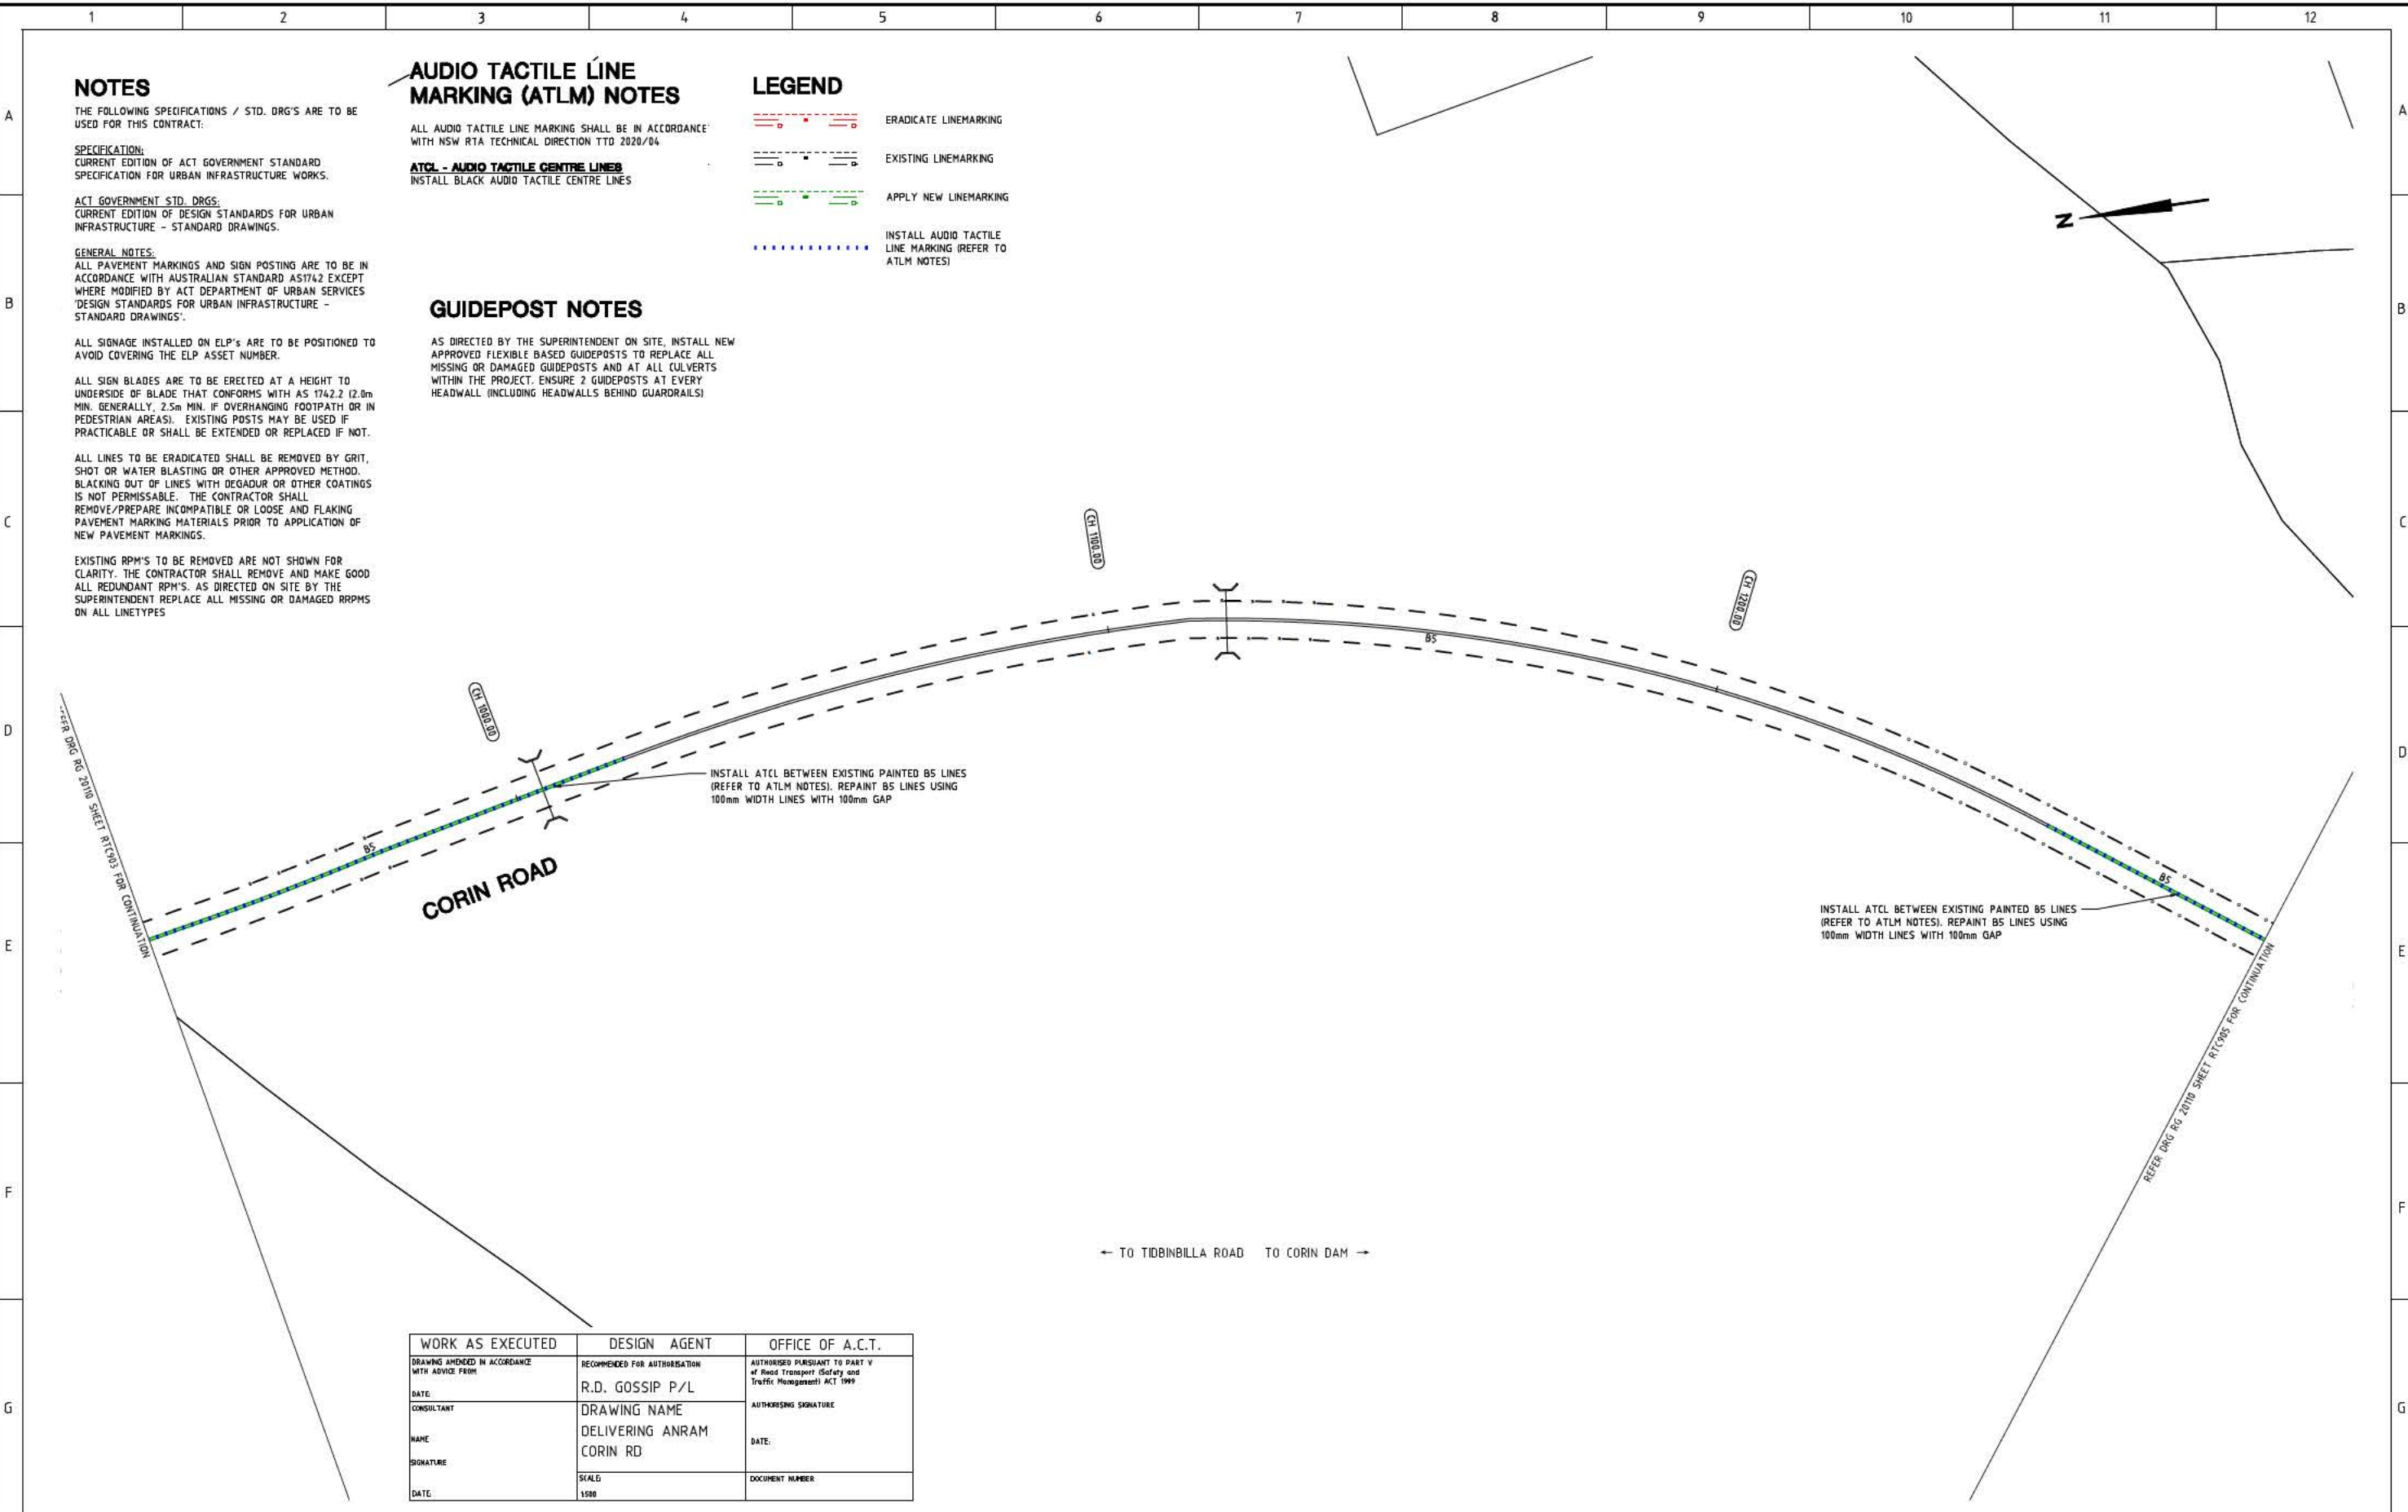 1 2 3 4 5 6 7 8 9 10 11 12
A
B
C
D
E
F
G
NOTES
THE FOLLOWING SPECIFICATIONS / STD. DRG'S ARE TO BE
USED FOR THIS CONTRACT:
SPECIFICATION:
CURRENT EDITION OF ACT GOVERNMENT STANDARD
SPECIFICATION FOR URBAN INFRASTRUCTURE WORKS.
ACT GOVERNMENT STD. DRGS:
CURRENT EDITION OF DESIGN STANDARDS FOR URBAN
INFRASTRUCTURE - STANDARD DRAWINGS.
GENERAL NOTES:
ALL PAVEMENT MARKINGS AND SIGN POSTING ARE TO BE IN
ACCORDANCE WITH AUSTRALIAN STANDARD AS1742 EXCEPT
WHERE MODIFIED BY ACT DEPARTMENT OF URBAN SERVICES
'DESIGN STANDARDS FOR URBAN INFRASTRUCTURE -
STANDARD DRAWINGS'.
ALL SIGNAGE INSTALLED ON ELP's ARE TO BE POSITIONED TO
AVOID COVERING THE ELP ASSET NUMBER.
ALL SIGN BLADES ARE TO BE ERECTED AT A HEIGHT TO
UNDERSIDE OF BLADE THAT CONFORMS WITH AS 1742.2 (2.0m
MIN. GENERALLY, 2.5m MIN. IF OVERHANGING FOOTPATH OR IN
PEDESTRIAN AREAS). EXISTING POSTS MAY BE USED IF
PRACTICABLE OR SHALL BE EXTENDED OR REPLACED IF NOT.
ALL LINES TO BE ERADICATED SHALL BE REMOVED BY GRIT,
SHOT OR WATER BLASTING OR OTHER APPROVED METHOD.
BLACKING OUT OF LINES WITH DEGADUR OR OTHER COATINGS
IS NOT PERMISSABLE. THE CONTRACTOR SHALL
REMOVE/PREPARE INCOMPATIBLE OR LOOSE AND FLAKING
PAVEMENT MARKING MATERIALS PRIOR TO APPLICATION OF
NEW PAVEMENT MARKINGS.
EXISTING RPM'S TO BE REMOVED ARE NOT SHOWN FOR
CLARITY. THE CONTRACTOR SHALL REMOVE AND MAKE GOOD
ALL REDUNDANT RPM'S. AS DIRECTED ON SITE BY THE
SUPERINTENDENT REPLACE ALL MISSING OR DAMAGED RRPMS
ON ALL LINETYPES
AUDIO TACTILE LINE
MARKING (ATLM) NOTES
ALL AUDIO TACTILE LINE MARKING SHALL BE IN ACCORDANCE
WITH NSW RTA TECHNICAL DIRECTION TTD 2020/04
ATCL - AUDIO TACTILE CENTRE LINES
INSTALL BLACK AUDIO TACTILE CENTRE LINES
GUIDEPOST NOTES
AS DIRECTED BY THE SUPERINTENDENT ON SITE, INSTALL NEW
APPROVED FLEXIBLE BASED GUIDEPOSTS TO REPLACE ALL
MISSING OR DAMAGED GUIDEPOSTS AND AT ALL CULVERTS
WITHIN THE PROJECT. ENSURE 2 GUIDEPOSTS AT EVERY
HEADWALL (INCLUDING HEADWALLS BEHIND GUARDRAILS)
LEGEND
ERADICATE LINEMARKING
EXISTING LINEMARKING
APPLY NEW LINEMARKING
INSTALL AUDIO TACTILE
LINE MARKING (REFER TO
ATLM NOTES)
N
CH 1000.00
CH 1100.00
CH 1200.00
B5
B5
B5
INSTALL ATCL BETWEEN EXISTING PAINTED B5 LINES
(REFER TO ATLM NOTES). REPAINT B5 LINES USING
100mm WIDTH LINES WITH 100mm GAP
CORIN ROAD
INSTALL ATCL BETWEEN EXISTING PAINTED B5 LINES
(REFER TO ATLM NOTES). REPAINT B5 LINES USING
100mm WIDTH LINES WITH 100mm GAP
REFER DRG RG 20110 SHEET RTC903 FOR CONTINUATION
REFER DRG RG 20110 SHEET RTC905 FOR CONTINUATION
← TO TIDBINBILLA ROAD TO CORIN DAM →
WORK AS EXECUTED
DRAWING AMENDED IN ACCORDANCE
WITH ADVICE FROM
DATE:
CONSULTANT
NAME
SIGNATURE
DATE:
DESIGN AGENT
RECOMMENDED FOR AUTHORISATION
R.D. GOSSIP P/L
DRAWING NAME
DELIVERING ANRAM
CORIN RD
SCALE:
1:500
OFFICE OF A.C.T.
AUTHORISED PURSUANT TO PART V
of Road Transport (Safety and
Traffic Management) ACT 1999
AUTHORISING SIGNATURE
DATE:
DOCUMENT NUMBER
A
B
C
D
E
F
G